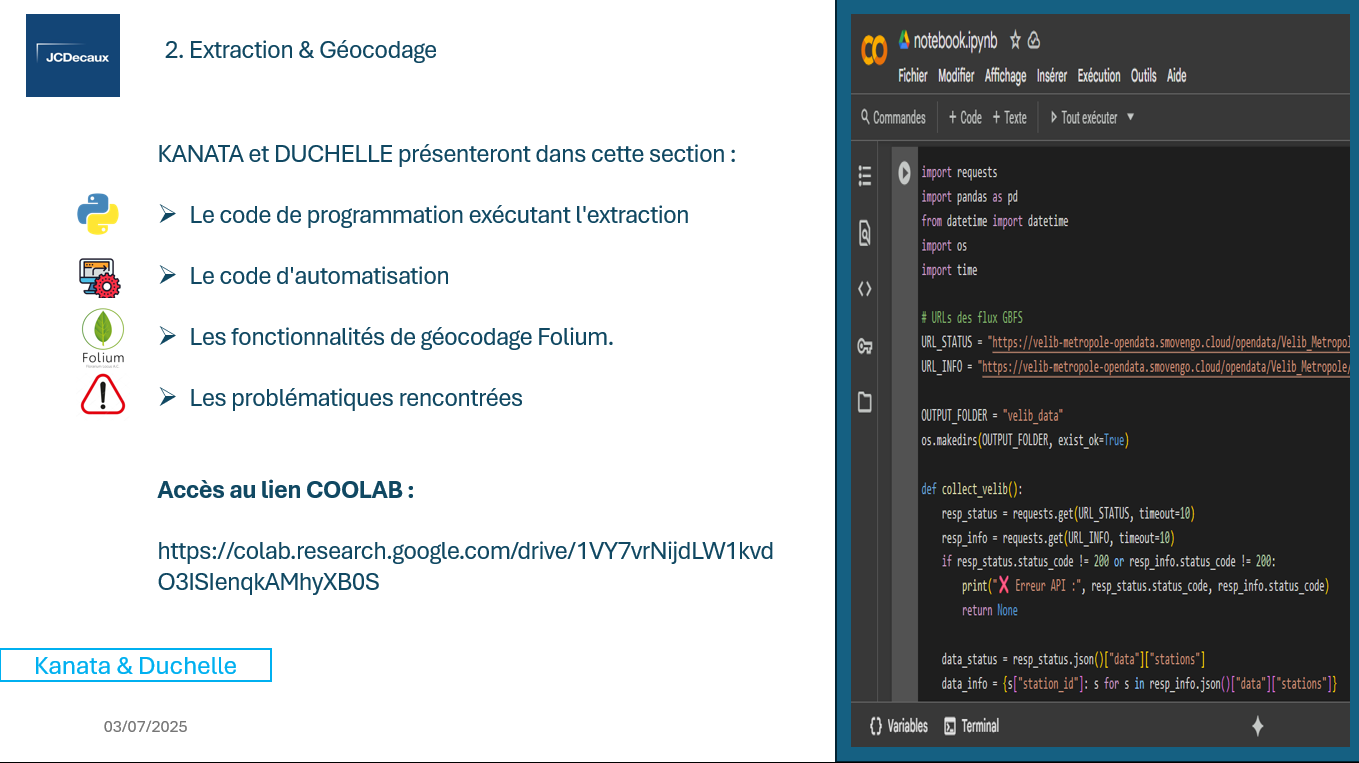 JCDecaux
2. Extraction & Géocodage
KANATA et DUCHELLE présenteront dans cette section :
➢ Le code de programmation exécutant l'extraction
➢ Le code d'automatisation
Folium
➢ Les fonctionnalités de géocodage Folium.
➢ Les problématiques rencontrées
Accès au lien COOLAB :
https://colab.research.google.com/drive/1VY7vrNijdLW1kvd
O3ISIenqkAMhyXB0S
Kanata & Duchelle
03/07/2025
notebook.ipynb
Fichier Modifier Affichage Insérer Exécution Outils Aide
Commandes + Code + Texte Tout exécuter
import requests
import pandas as pd
from datetime import datetime
import os
import time
# URLs des flux GBFS
URL_STATUS = "https://velib-metropole-opendata.smovengo.cloud/opendata/Velib_Metropol
URL_INFO = "https://velib-metropole-opendata.smovengo.cloud/opendata/Velib_Metropole/
OUTPUT_FOLDER = "velib_data"
os.makedirs(OUTPUT_FOLDER, exist_ok=True)
def collect_velib():
resp_status = requests.get(URL_STATUS, timeout=10)
resp_info = requests.get(URL_INFO, timeout=10)
if resp_status.status_code != 200 or resp_info.status_code != 200:
print("❌ Erreur API :", resp_status.status_code, resp_info.status_code)
return None
data_status = resp_status.json()["data"]["stations"]
data_info = {s["station_id"]: s for s in resp_info.json()["data"]["stations"]}
Variables Terminal